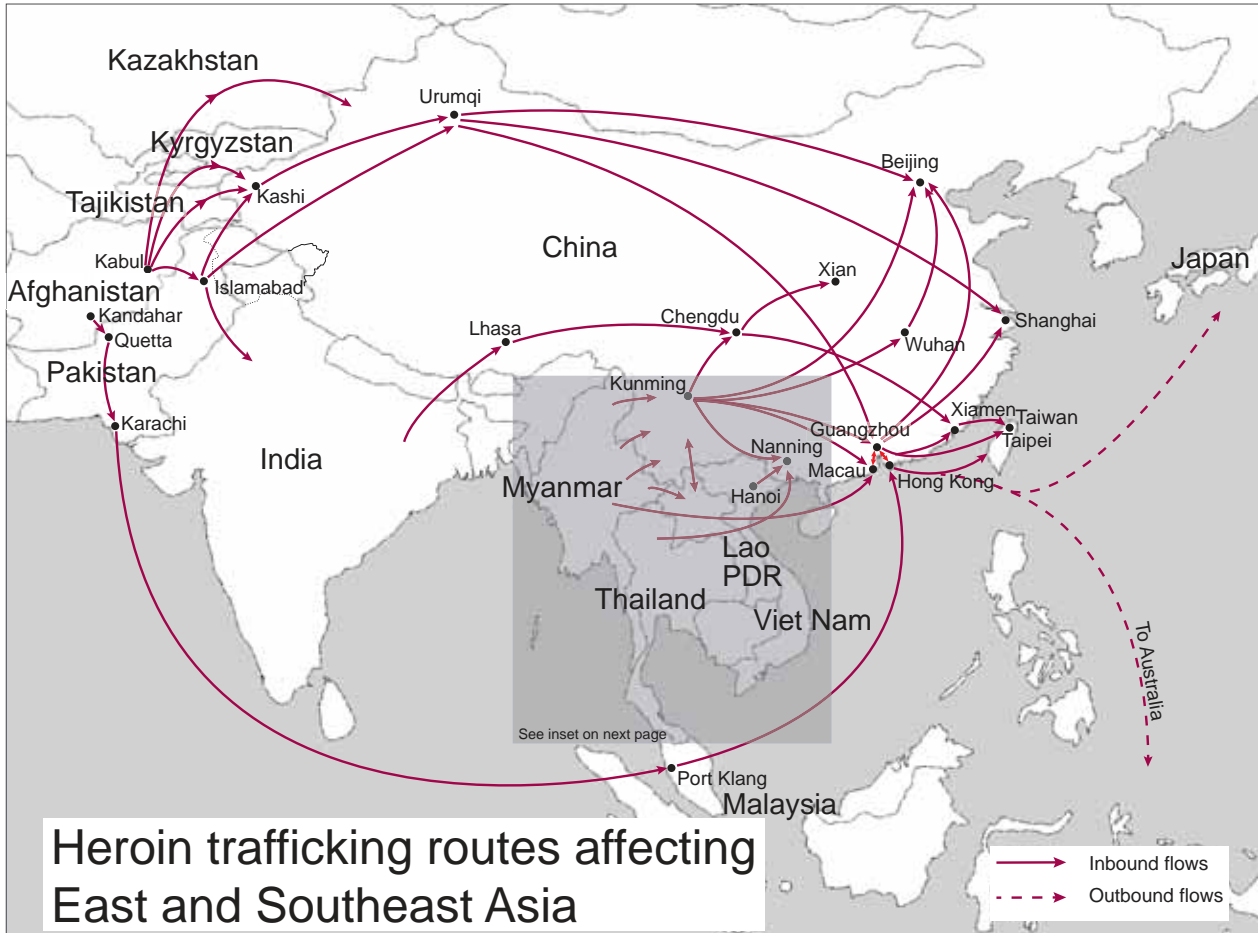 Kazakhstan
Urumqi
Kyrgyzstan
Beijing
Tajikistan
Kashi
China
Japan
Kabul
Xian
Islamabad
Afghanistan
Kandahar
Chengdu
Shanghai
Lhasa
Quetta
Wuhan
Pakistan
Kunming
Xiamen
Taiwan
Karachi
Guangzhou
Taipei
India
Nanning
Macau
Hong Kong
Myanmar
Hanoi
Lao
PDR
Thailand
Viet Nam
To Australia
See inset on next page
Port Klang
Malaysia
Heroin trafficking routes affecting
East and Southeast Asia
Inbound flows
Outbound flows